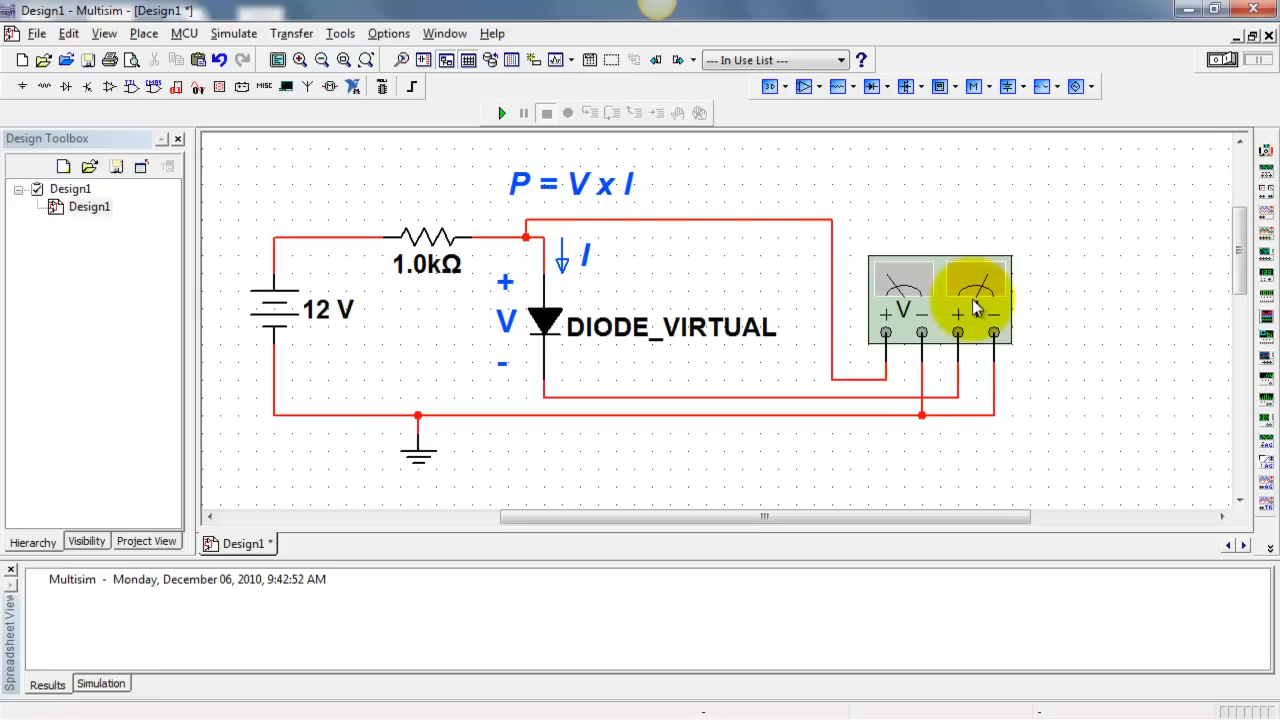 Design1 - Multisim - [Design1 *]
File Edit View Place MCU Simulate Transfer Tools Options Window Help
--- In Use List ---
MISC
Design Toolbox
Design1
Design1
P = V x I
I
1.0kΩ
+
12 V
V
DIODE_VIRTUAL
-
V
+ − + −
Hierarchy Visibility Project View
Design1 *
Multisim - Monday, December 06, 2010, 9:42:52 AM
Spreadsheet View
Results Simulation